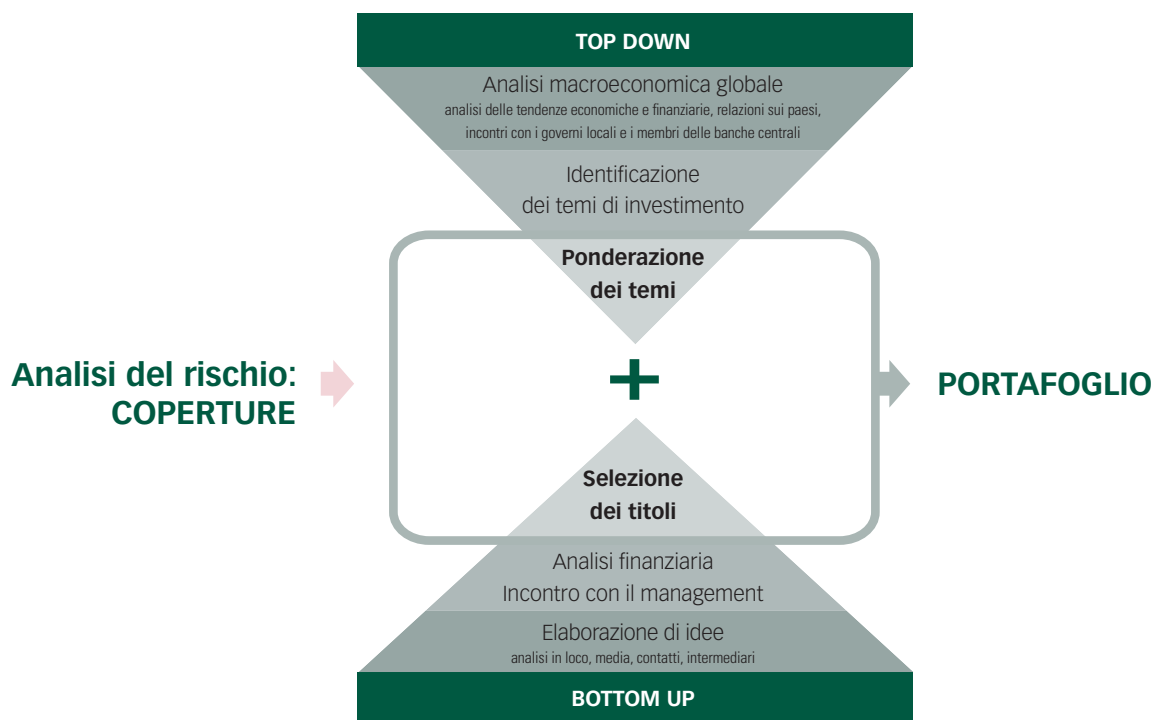 TOP DOWN
Analisi macroeconomica globale
analisi delle tendenze economiche e finanziarie, relazioni sui paesi,
incontri con i governi locali e i membri delle banche centrali
Identificazione
dei temi di investimento
Ponderazione
dei temi
Analisi del rischio:
COPERTURE
+
PORTAFOGLIO
Selezione
dei titoli
Analisi finanziaria
Incontro con il management
Elaborazione di idee
analisi in loco, media, contatti, intermediari
BOTTOM UP